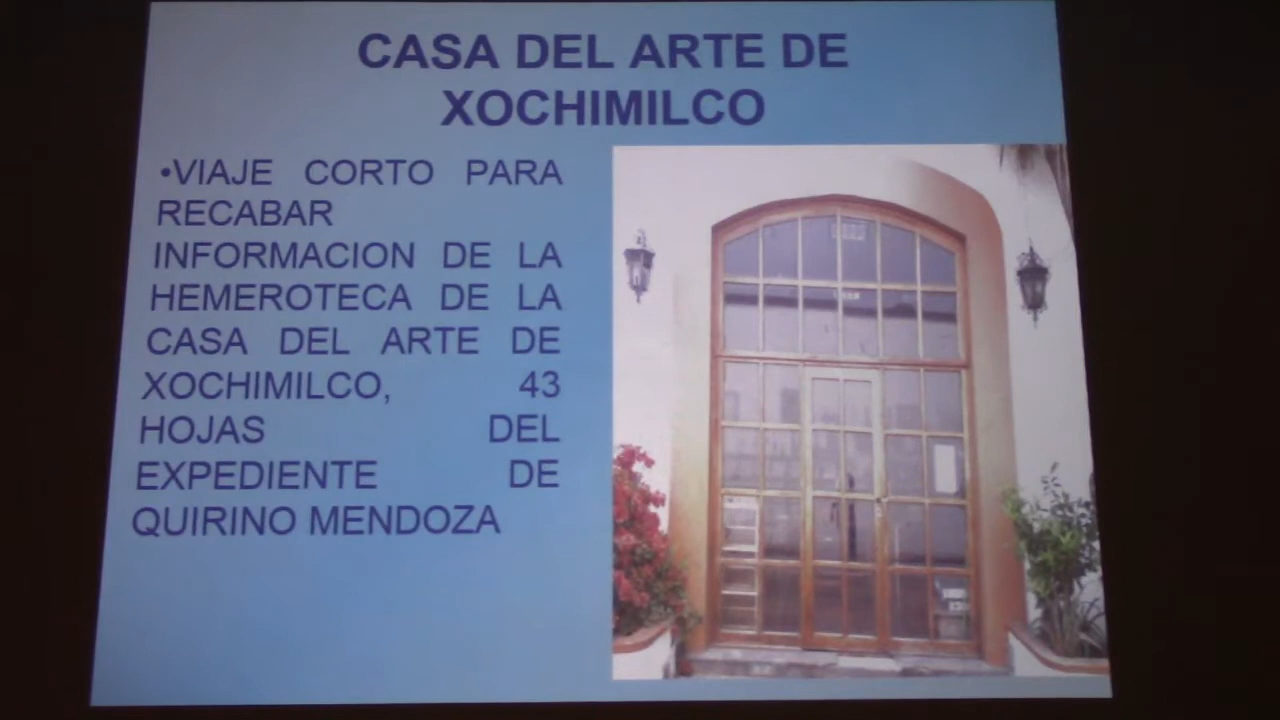 CASA DEL ARTE DE
XOCHIMILCO
•VIAJE CORTO PARA
RECABAR
INFORMACION DE LA
HEMEROTECA DE LA
CASA DEL ARTE DE
XOCHIMILCO, 43
HOJAS DEL
EXPEDIENTE DE
QUIRINO MENDOZA